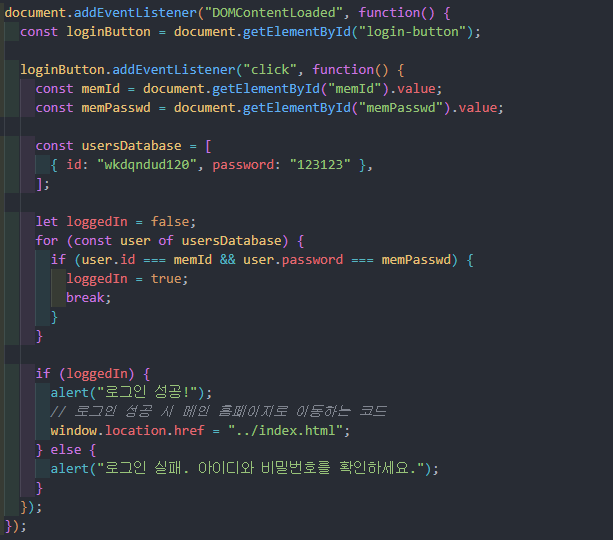 document.addEventListener("DOMContentLoaded", function() {
const loginButton = document.getElementById("login-button");
loginButton.addEventListener("click", function() {
const memId = document.getElementById("memId").value;
const memPasswd = document.getElementById("memPasswd").value;
const usersDatabase = [
{ id: "wkdqndud120", password: "123123" },
];
let loggedIn = false;
for (const user of usersDatabase) {
if (user.id === memId && user.password === memPasswd) {
loggedIn = true;
break;
}
}
if (loggedIn) {
alert("로그인 성공!");
// 로그인 성공 시 메인 홈페이지로 이동하는 코드
window.location.href = "../index.html";
} else {
alert("로그인 실패. 아이디와 비밀번호를 확인하세요.");
}
});
});